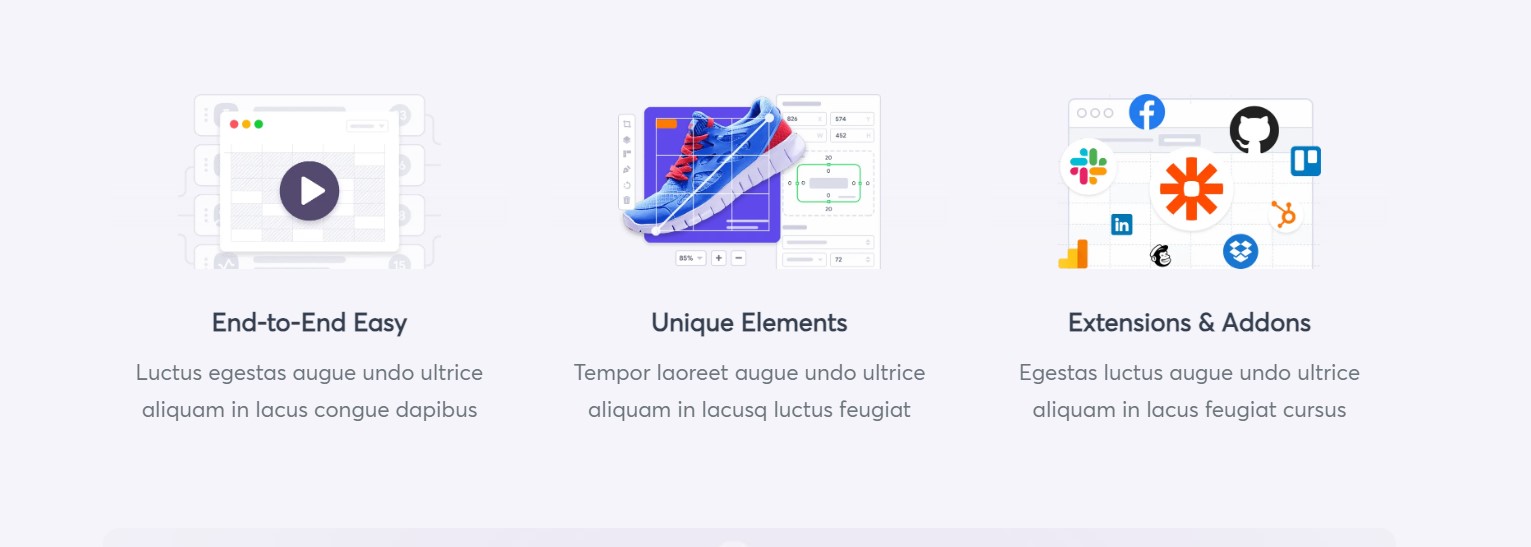 826
574
W
452
20
0
0 0 0 0
0
20
85%
72
15
in
End-to-End Easy
Luctus egestas augue undo ultrice
aliquam in lacus congue dapibus
Unique Elements
Tempor laoreet augue undo ultrice
aliquam in lacusq luctus feugiat
Extensions & Addons
Egestas luctus augue undo ultrice
aliquam in lacus feugiat cursus